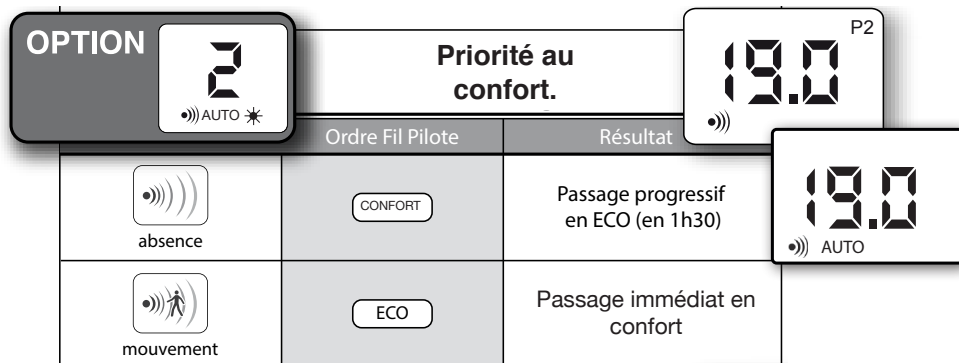 OPTION
2
AUTO
Priorité au
confort.
P2
19.0
Ordre Fil Pilote
Résultat
19.0
AUTO
absence
CONFORT
Passage progressif
en ECO (en 1h30)
mouvement
ECO
Passage immédiat en
confort